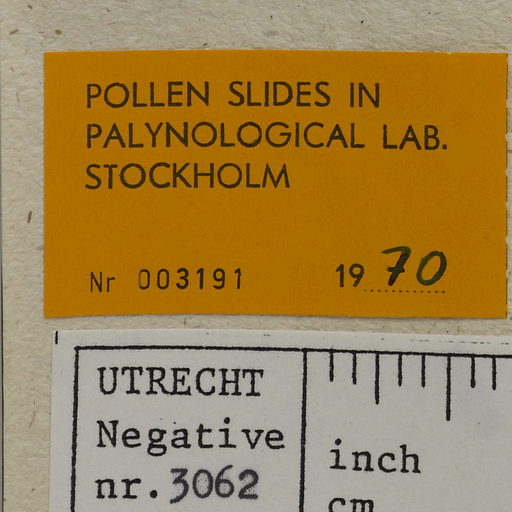 POLLEN SLIDES IN
PALYNOLOGICAL LAB.
STOCKHOLM
Nr 003191 1970
UTRECHT
Negative
nr. 3062
inch
cm